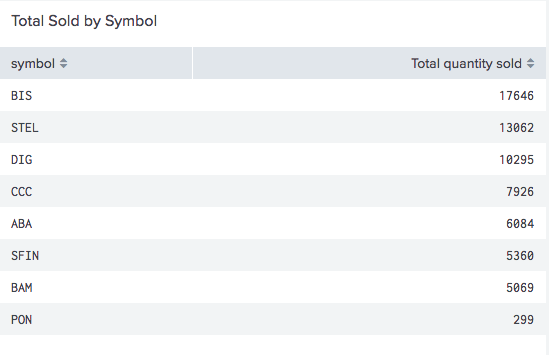 Total Sold by Symbol
symbol Total quantity sold
BIS 17646
STEL 13062
DIG 10295
CCC 7926
ABA 6084
SFIN 5360
BAM 5069
PON 299